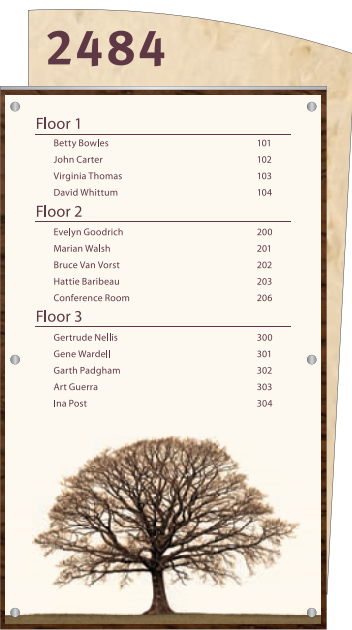 2484
Floor 1
Betty Bowles 101
John Carter 102
Virginia Thomas 103
David Whittum 104
Floor 2
Evelyn Goodrich 200
Marian Walsh 201
Bruce Van Vorst 202
Hattie Baribeau 203
Conference Room 206
Floor 3
Gertrude Nellis 300
Gene Wardell 301
Garth Padgham 302
Art Guerra 303
Ina Post 304